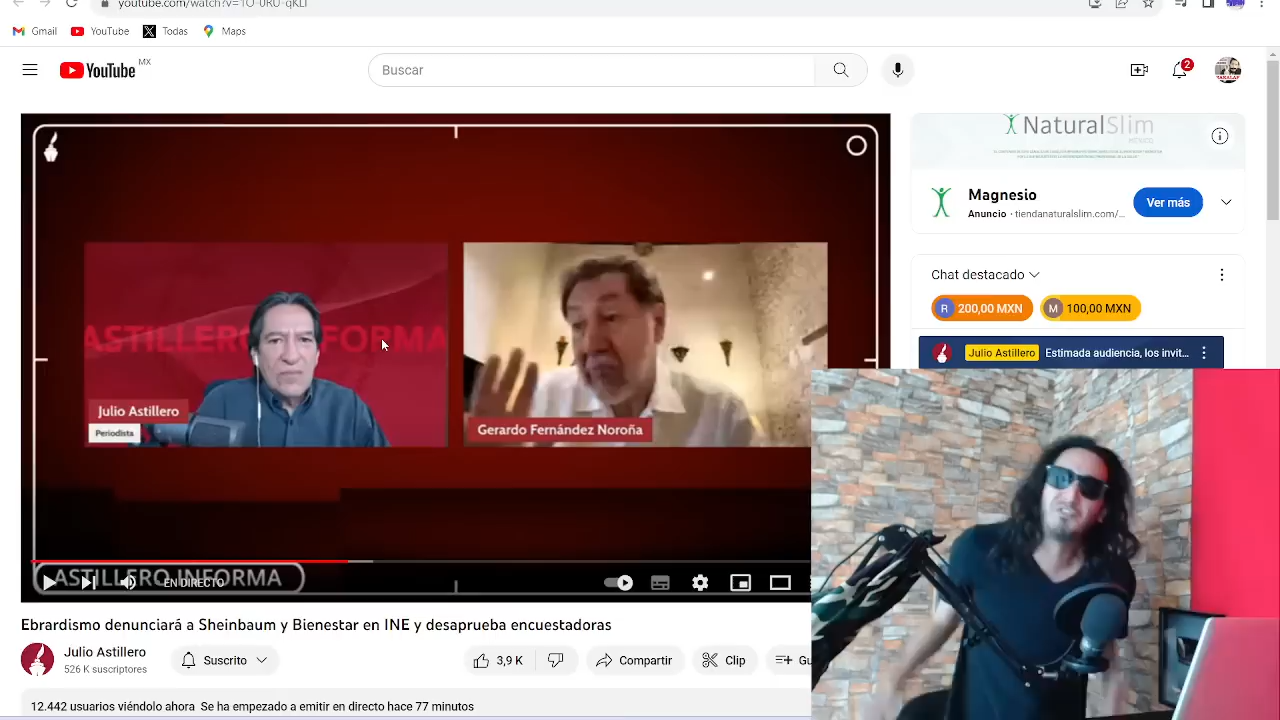 youtube.com/watch?v=1O-0RU-qKLI
Gmail YouTube Todas Maps
YouTube MX
Buscar
2
NaturalSlim
MÉXICO
Magnesio
Anuncio · tiendanaturalslim.com/...
Ver más
Chat destacado
R 200,00 MXN M 100,00 MXN
Julio Astillero Estimada audiencia, los invit...
ASTILLERO INFORMA
Julio Astillero
Periodista
Gerardo Fernández Noroña
ASTILLERO INFORMA
EN DIRECTO
Ebrardismo denunciará a Sheinbaum y Bienestar en INE y desaprueba encuestadoras
Julio Astillero
526 K suscriptores
Suscrito
3,9 K
Compartir
Clip
Gu
12.442 usuarios viéndolo ahora Se ha empezado a emitir en directo hace 77 minutos